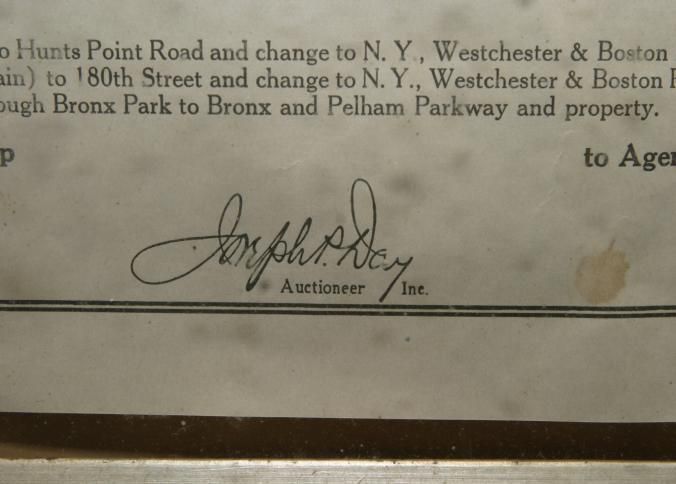 o Hunts Point Road and change to N. Y., Westchester & Boston
ain) to 180th Street and change to N. Y., Westchester & Boston R
ough Bronx Park to Bronx and Pelham Parkway and property.
p to Agen
Joseph P. Day
Auctioneer Inc.